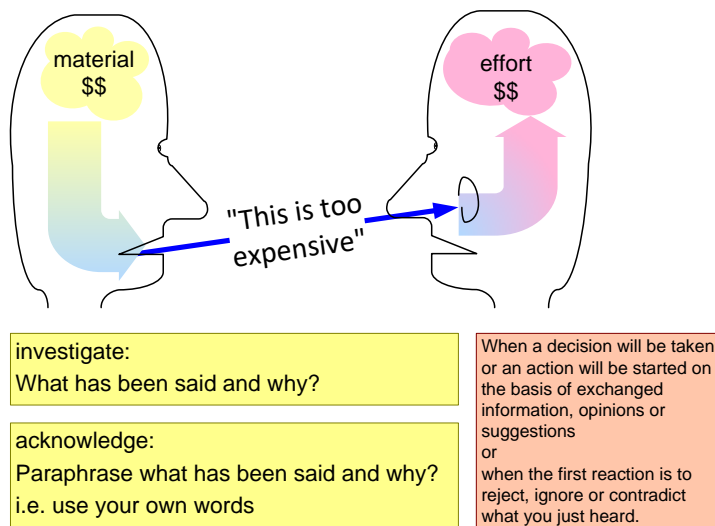 material
$$
effort
$$
"This is too
expensive"
investigate:
What has been said and why?
acknowledge:
Paraphrase what has been said and why?
i.e. use your own words
When a decision will be taken
or an action will be started on
the basis of exchanged
information, opinions or
suggestions
or
when the first reaction is to
reject, ignore or contradict
what you just heard.